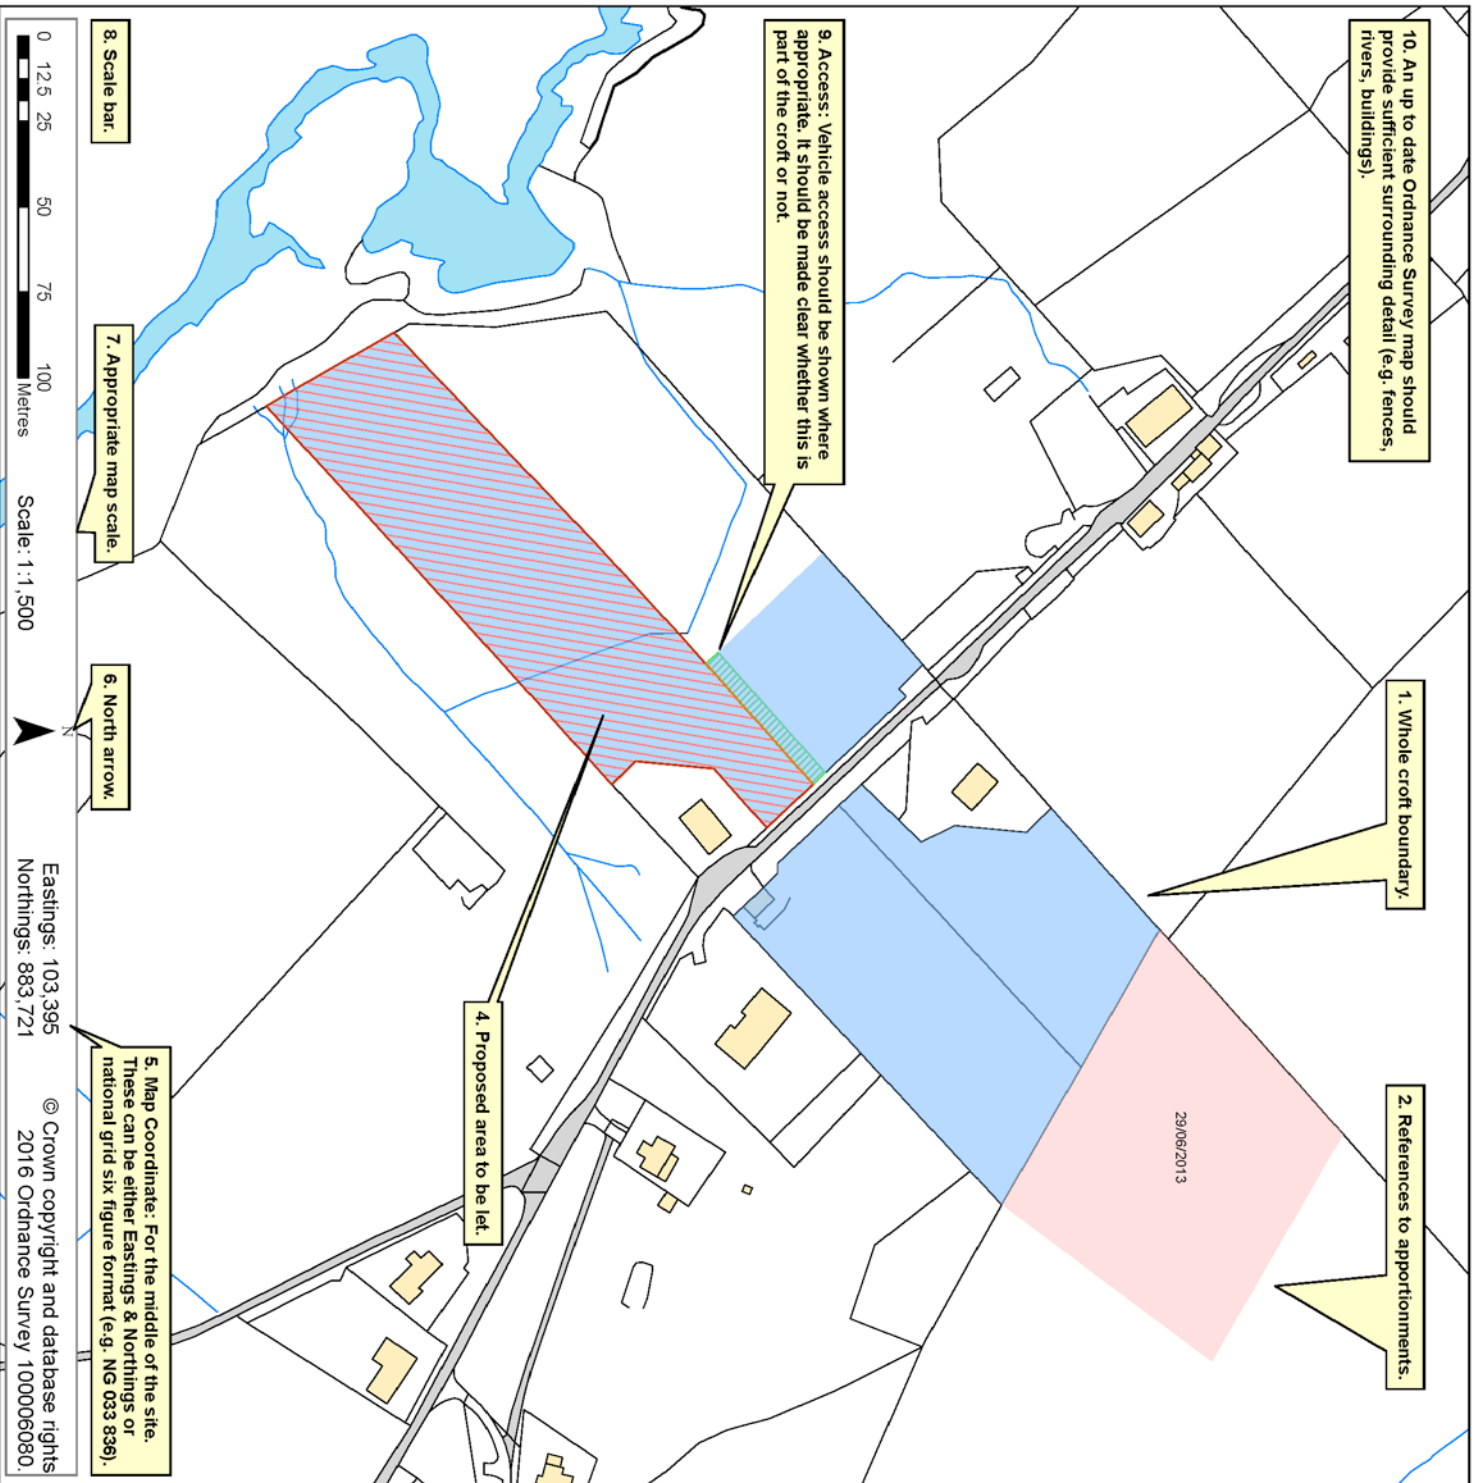 10. An up to date Ordnance Survey map should
provide sufficient surrounding detail (e.g. fences,
rivers, buildings).
1. Whole croft boundary.
2. References to apportionments.
29/06/2013
9. Access: Vehicle access should be shown where
appropriate. It should be made clear whether this is
part of the croft or not.
4. Proposed area to be let.
8. Scale bar.
7. Appropriate map scale.
6. North arrow.
5. Map Coordinate: For the middle of the site.
These can be either Eastings & Northings or
national grid six figure format (e.g. NG 033 836).
0 12.5 25 50 75 100
Metres
Scale: 1:1,500
N
Eastings: 103,395
Northings: 883,721
© Crown copyright and database rights
2016 Ordnance Survey 100006080.